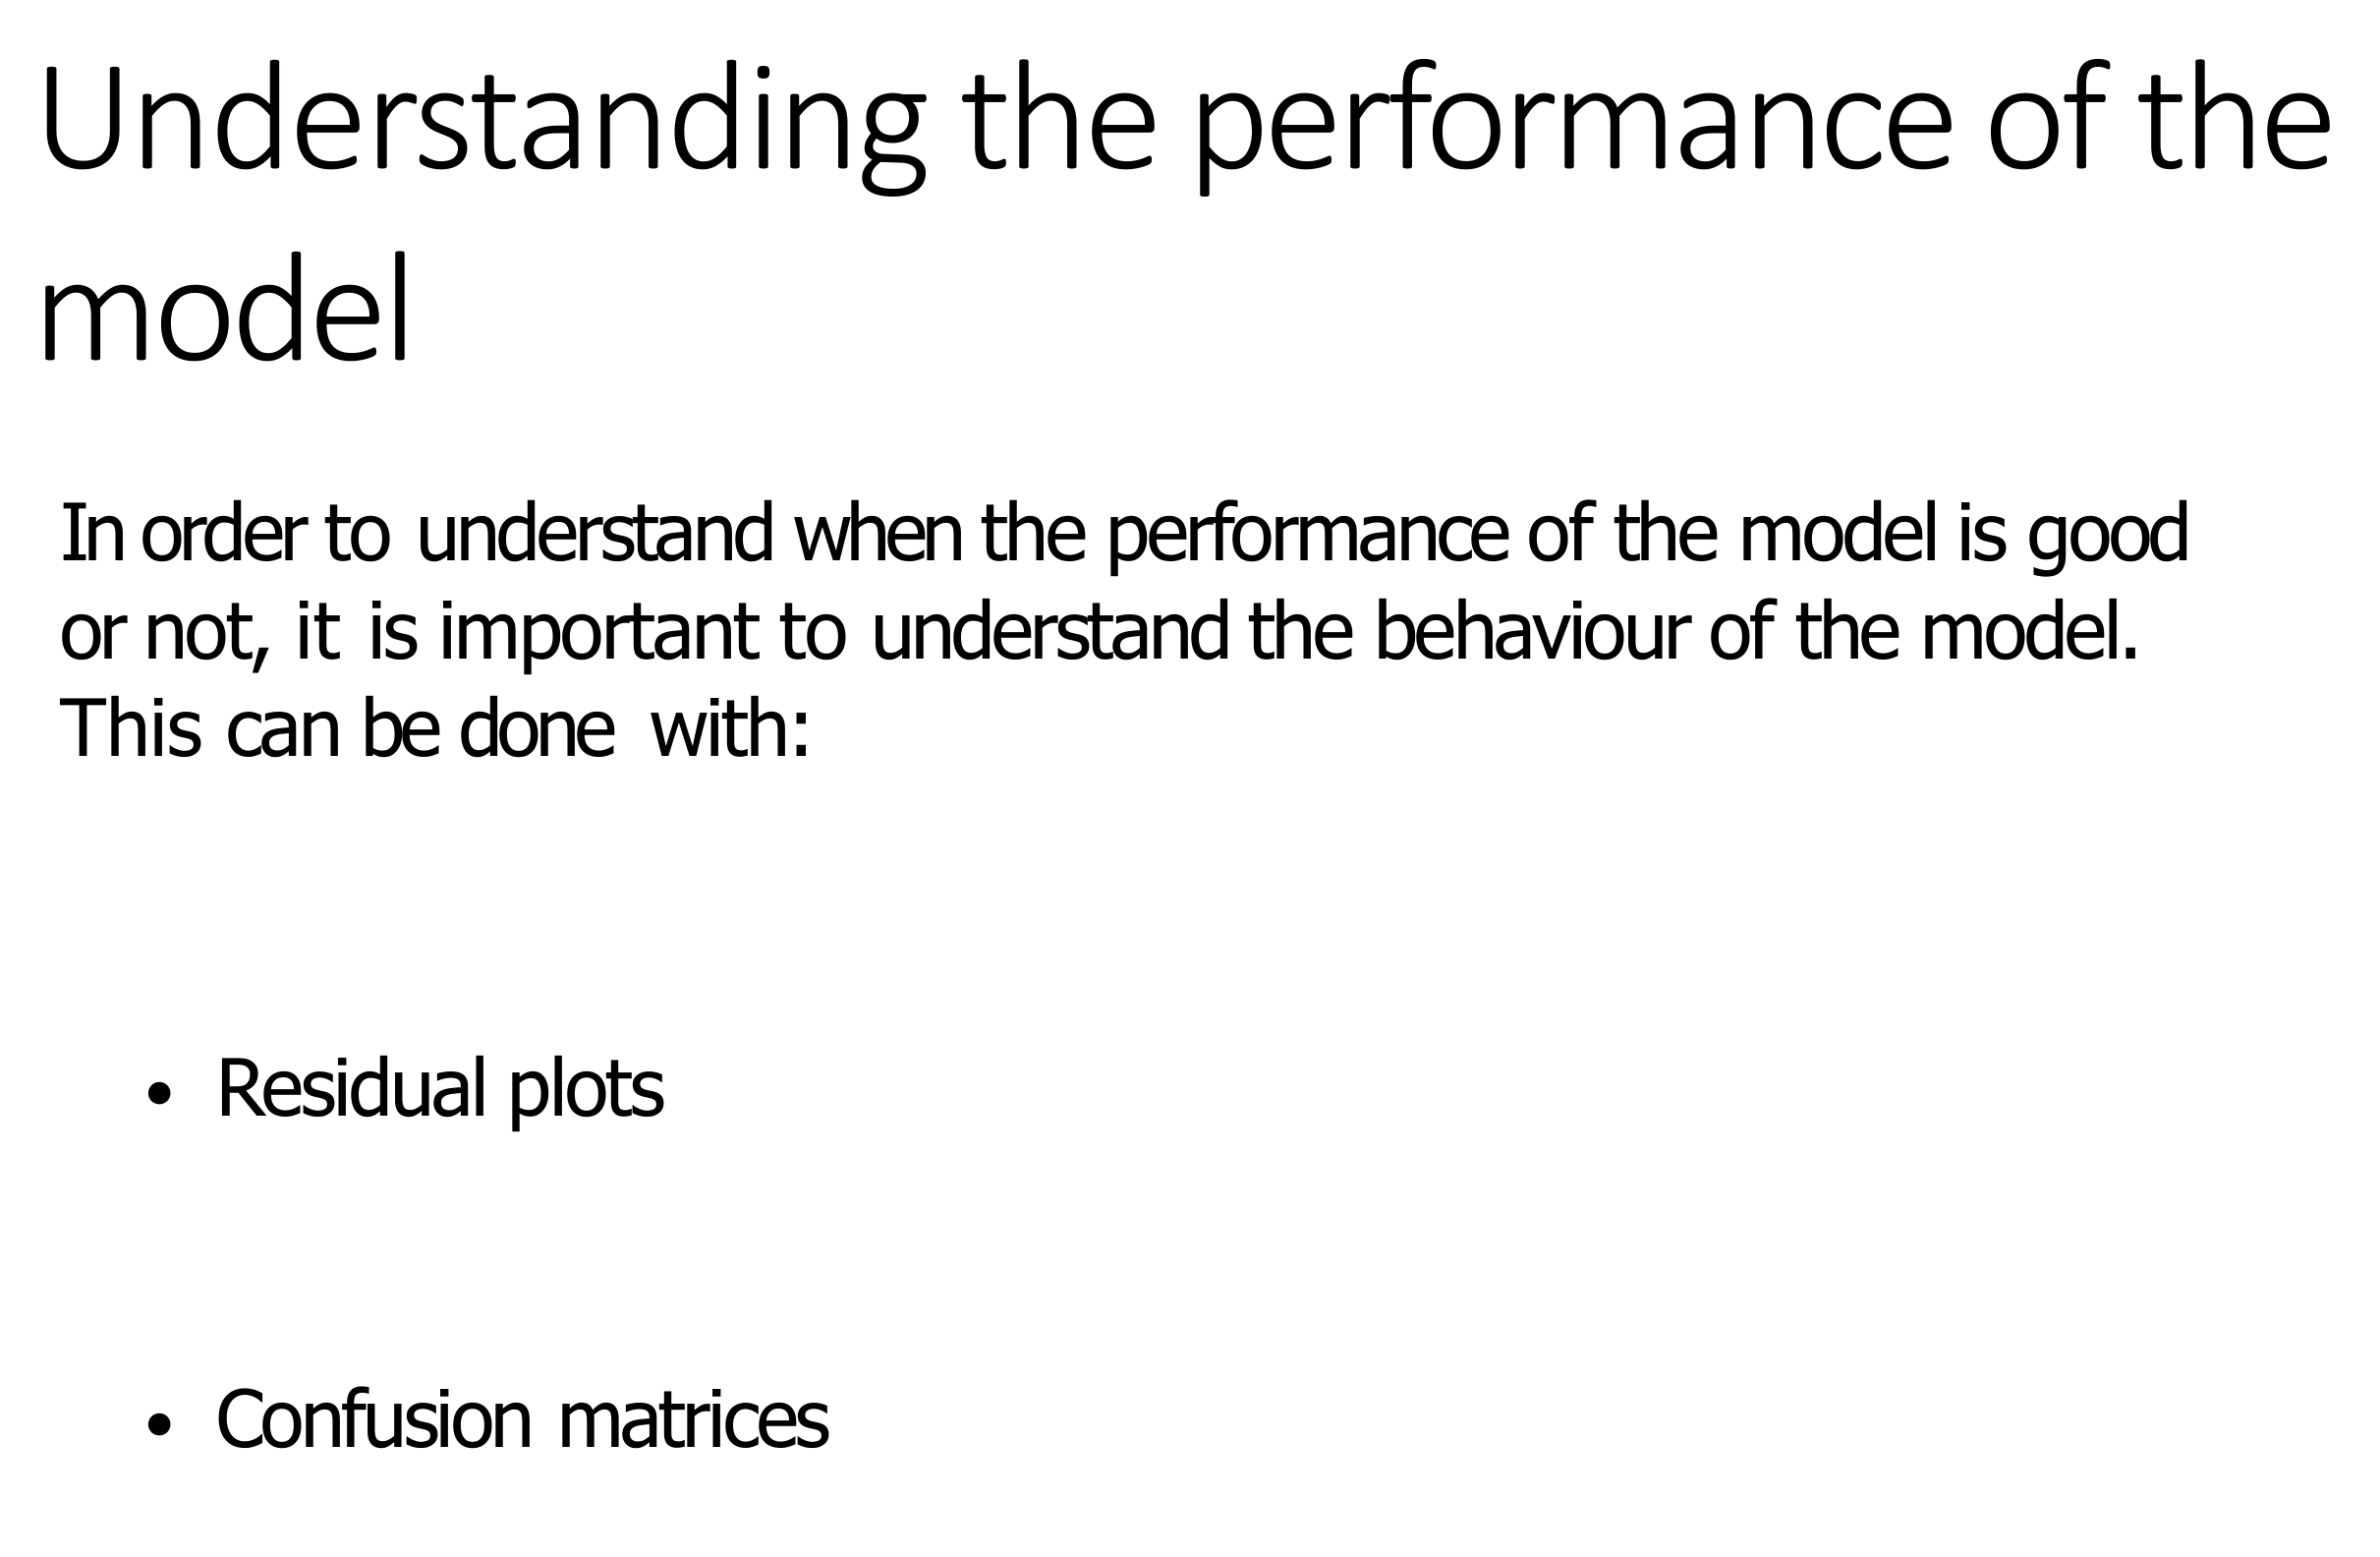 Understanding the performance of the
model
In order to understand when the performance of the model is good
or not, it is important to understand the behaviour of the model.
This can be done with:
• Residual plots
• Confusion matrices